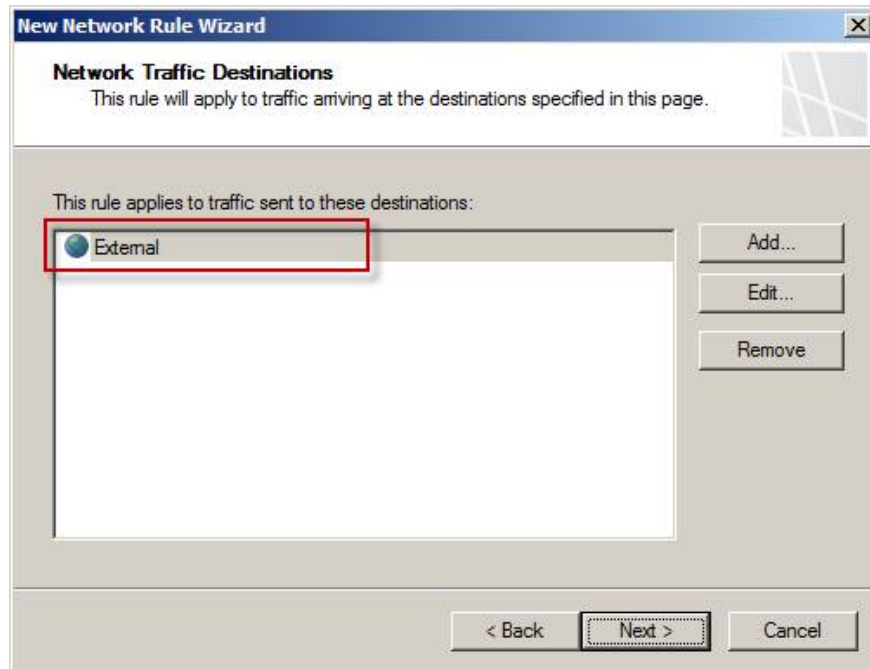 New Network Rule Wizard
Network Traffic Destinations
This rule will apply to traffic arriving at the destinations specified in this page.
This rule applies to traffic sent to these destinations:
External
Add...
Edit...
Remove
< Back
Next >
Cancel